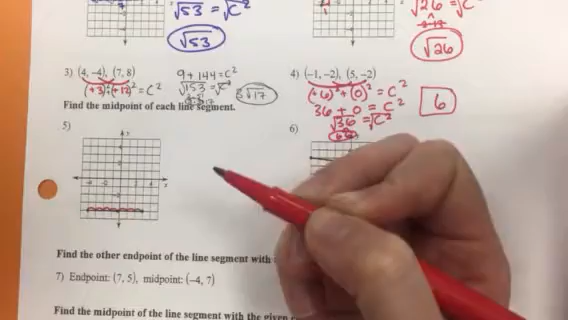 √53 = √c²
√53
√26 = √c²
√26
3) (4, −4), (7, 8)
(+3)²+(+12)² = c²
9 + 144 = c²
√153 = √c²
3√17
4) (−1, −2), (5, −2)
(+6)² + (0)² = c²
36 + 0 = c²
√36 = √c²
6
Find the midpoint of each line segment.
5)
6)
Find the other endpoint of the line segment with
7) Endpoint: (7, 5), midpoint: (−4, 7)
Find the midpoint of the line segment with the given